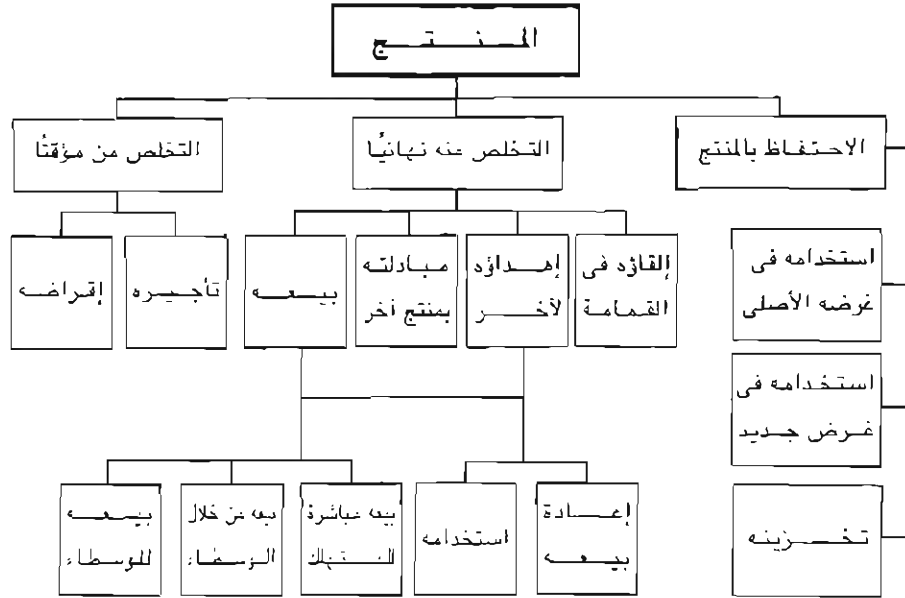 المنتج
الاحتفاظ بالمنتج
التخلص منه نهائيًا
التخلص من مؤقتًا
استخدامه فى
غرضه الأصلى
استخدامه فى
غرض جديد
تخزينه
إلقاؤه فى
القمامة
إهداؤه
لآخر
مبادلته
بمنتج آخر
بيعه
تأجيره
إقراضه
إعادة
بيعه
استخدامه
بيعه مباشرة
للمستهلك
بيعه من خلال
الوسطاء
بيعه
للوسطاء